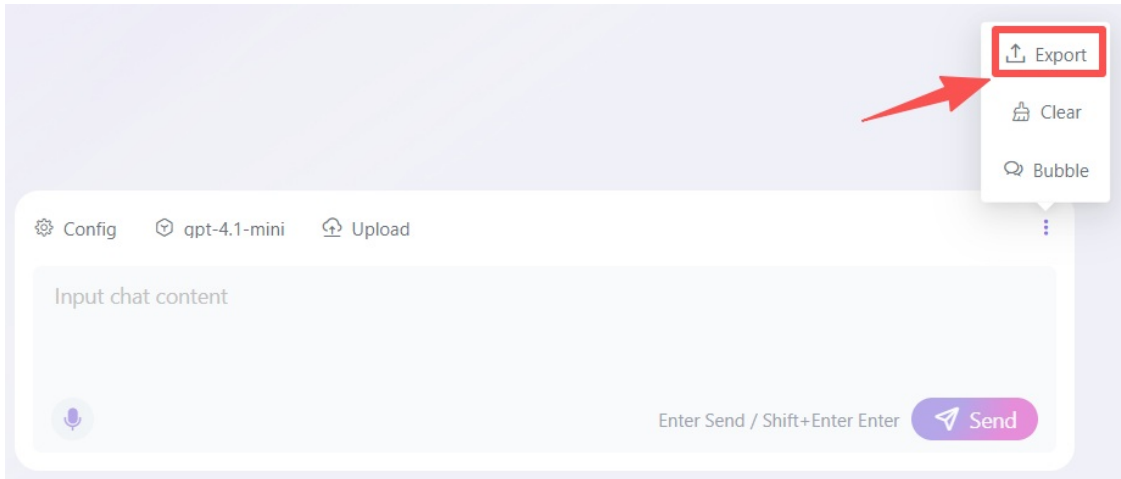 Export
Clear
Bubble
Config gpt-4.1-mini Upload
Input chat content
Enter Send / Shift+Enter Enter Send